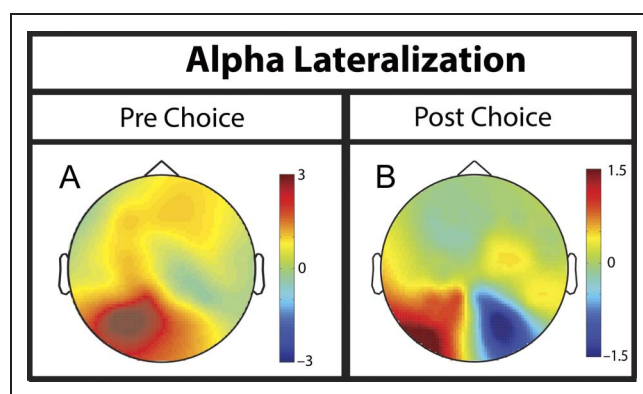 Alpha Lateralization
Pre Choice
Post Choice
A
3
0
−3
B
1.5
0
−1.5